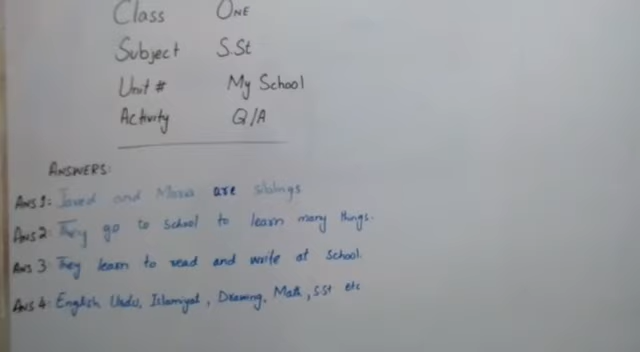 Class One
Subject S.St
Unit # My School
Activity Q/A
Answers:
Ans 1: Javed and Maria are siblings
Ans 2: They go to school to learn many things.
Ans 3: They learn to read and write at school.
Ans 4: English Urdu, Islamiyat, Drawing, Math, S.St etc